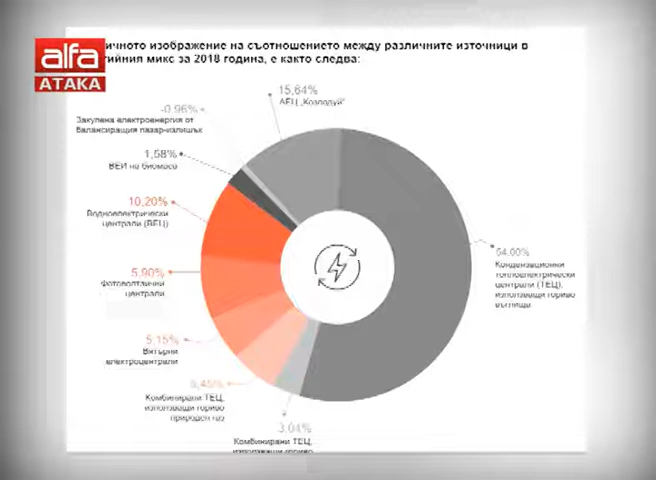 alfa
АТАКА
ичното изображение на съотношението между различните източници в
гийния микс за 2018 година, е както следва:
15,64%
АЕЦ „Козлодуй"
-0,96%
Закупена електроенергия от
балансиращия пазар-излишък
1,58%
ВЕИ на биомаса
10,20%
Водноелектрически
централи (ВЕЦ)
5,90%
Фотоволтаични
централи
5,15%
Вятърни
електроцентрали
Комбинирани ТЕЦ,
използващи гориво
природен газ
3,04%
Комбинирани ТЕЦ,
използващи гориво
54,00%
Кондензационни
топлоелектрически
централи (ТЕЦ),
използващи гориво
въглища